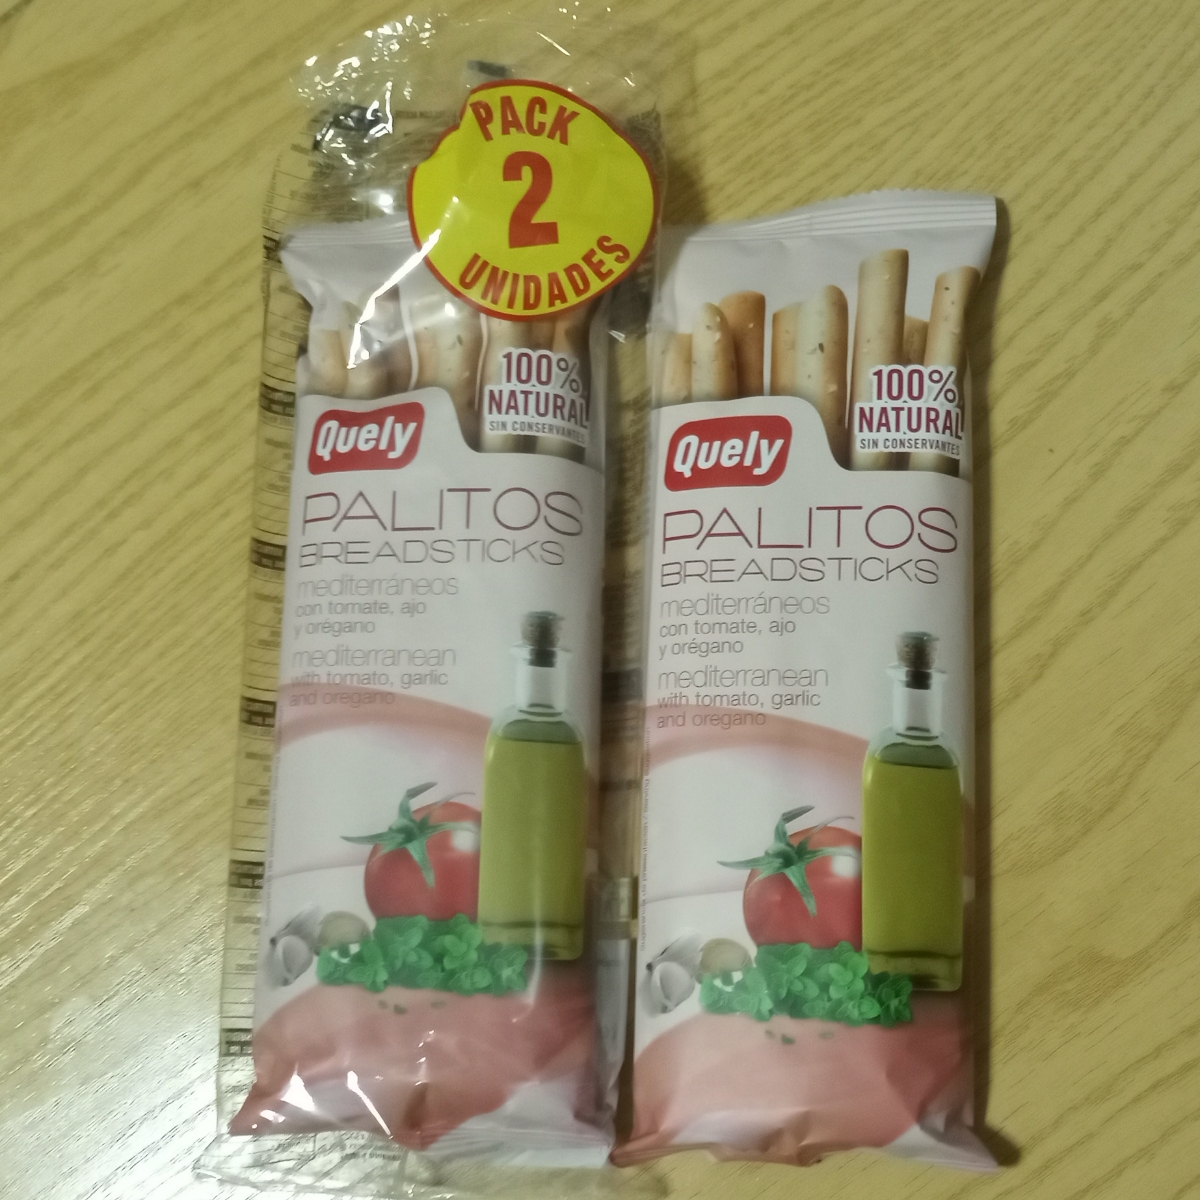 PACK
2
UNIDADES
100%
NATURAL
SIN CONSERVANTES
Quely
PALITOS
BREADSTICKS
mediterráneos
con tomate, ajo
y orégano
mediterranean
with tomato, garlic
and oregano
100%
NATURAL
SIN CONSERVANTES
Quely
PALITOS
BREADSTICKS
mediterráneos
con tomate, ajo
y orégano
mediterranean
with tomato, garlic
and oregano